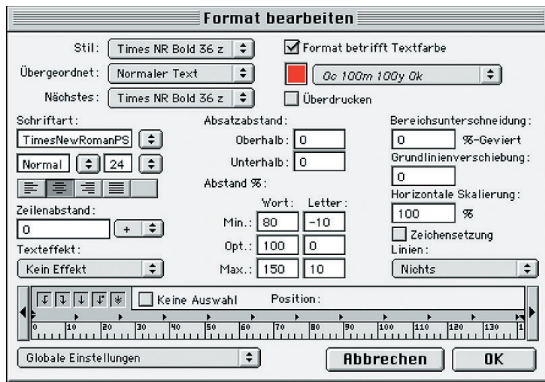 Format bearbeiten
Stil: Times NR Bold 36 z
Format betrifft Textfarbe
Übergeordnet: Normaler Text
0c 100m 100y 0k
Nächstes: Times NR Bold 36 z
Überdrucken
Schriftart:
TimesNewRomanPS
Normal 24
Zeilenabstand:
0 +
Texteffekt:
Kein Effekt
Absatzabstand:
Oberhalb: 0
Unterhalb: 0
Abstand %:
Wort: Letter:
Min.: 80 -10
Opt.: 100 0
Max.: 150 10
Bereichsunterschneidung:
0 %-Geviert
Grundlinienverschiebung:
0
Horizontale Skalierung:
100 %
Zeichensetzung
Linien:
Nichts
Keine Auswahl Position:
0 10 20 30 40 50 60 70 80 90 100 110 120 130 1
Globale Einstellungen
Abbrechen OK